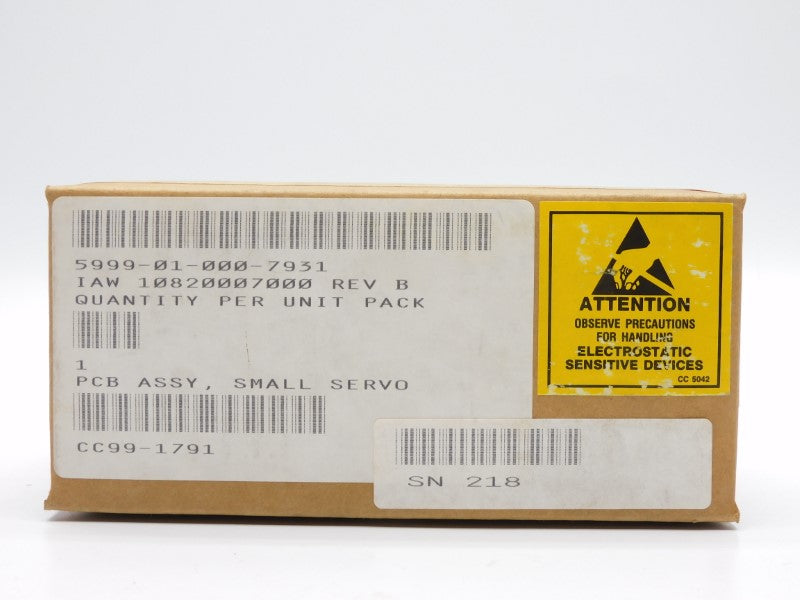 5999-01-000-7931
IAW 10820007000 REV B
QUANTITY PER UNIT PACK
1
PCB ASSY, SMALL SERVO
CC99-1791
SN 218
ATTENTION
OBSERVE PRECAUTIONS
FOR HANDLING
ELECTROSTATIC
SENSITIVE DEVICES
CC 5042